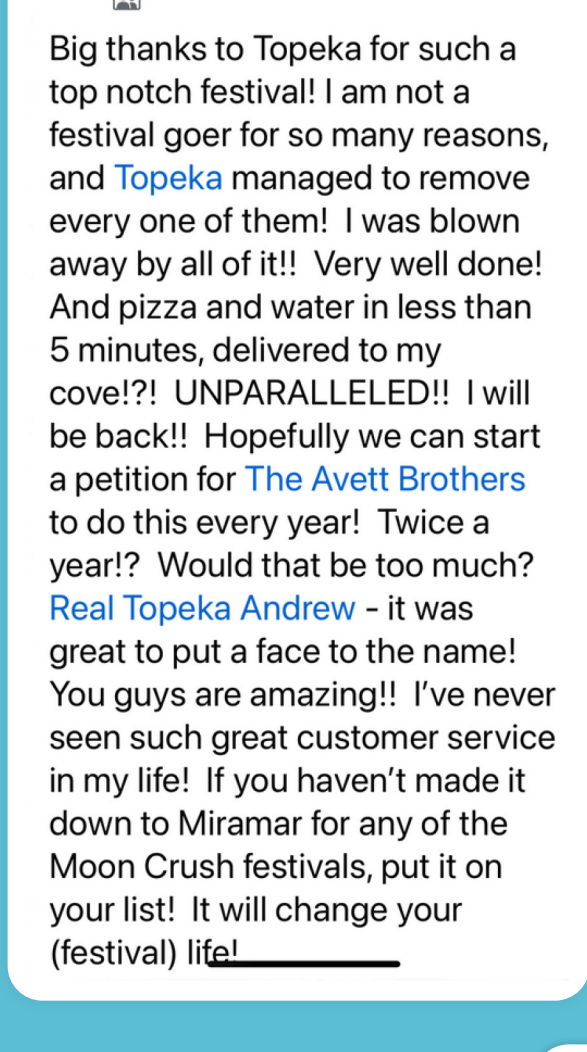 Big thanks to Topeka for such a
top notch festival! I am not a
festival goer for so many reasons,
and Topeka managed to remove
every one of them!  I was blown
away by all of it!!  Very well done!
And pizza and water in less than
5 minutes, delivered to my
cove!?!  UNPARALLELED!!  I will
be back!!  Hopefully we can start
a petition for The Avett Brothers
to do this every year!  Twice a
year!?  Would that be too much?
Real Topeka Andrew - it was
great to put a face to the name!
You guys are amazing!!  I’ve never
seen such great customer service
in my life!  If you haven’t made it
down to Miramar for any of the
Moon Crush festivals, put it on
your list!  It will change your
(festival) life!